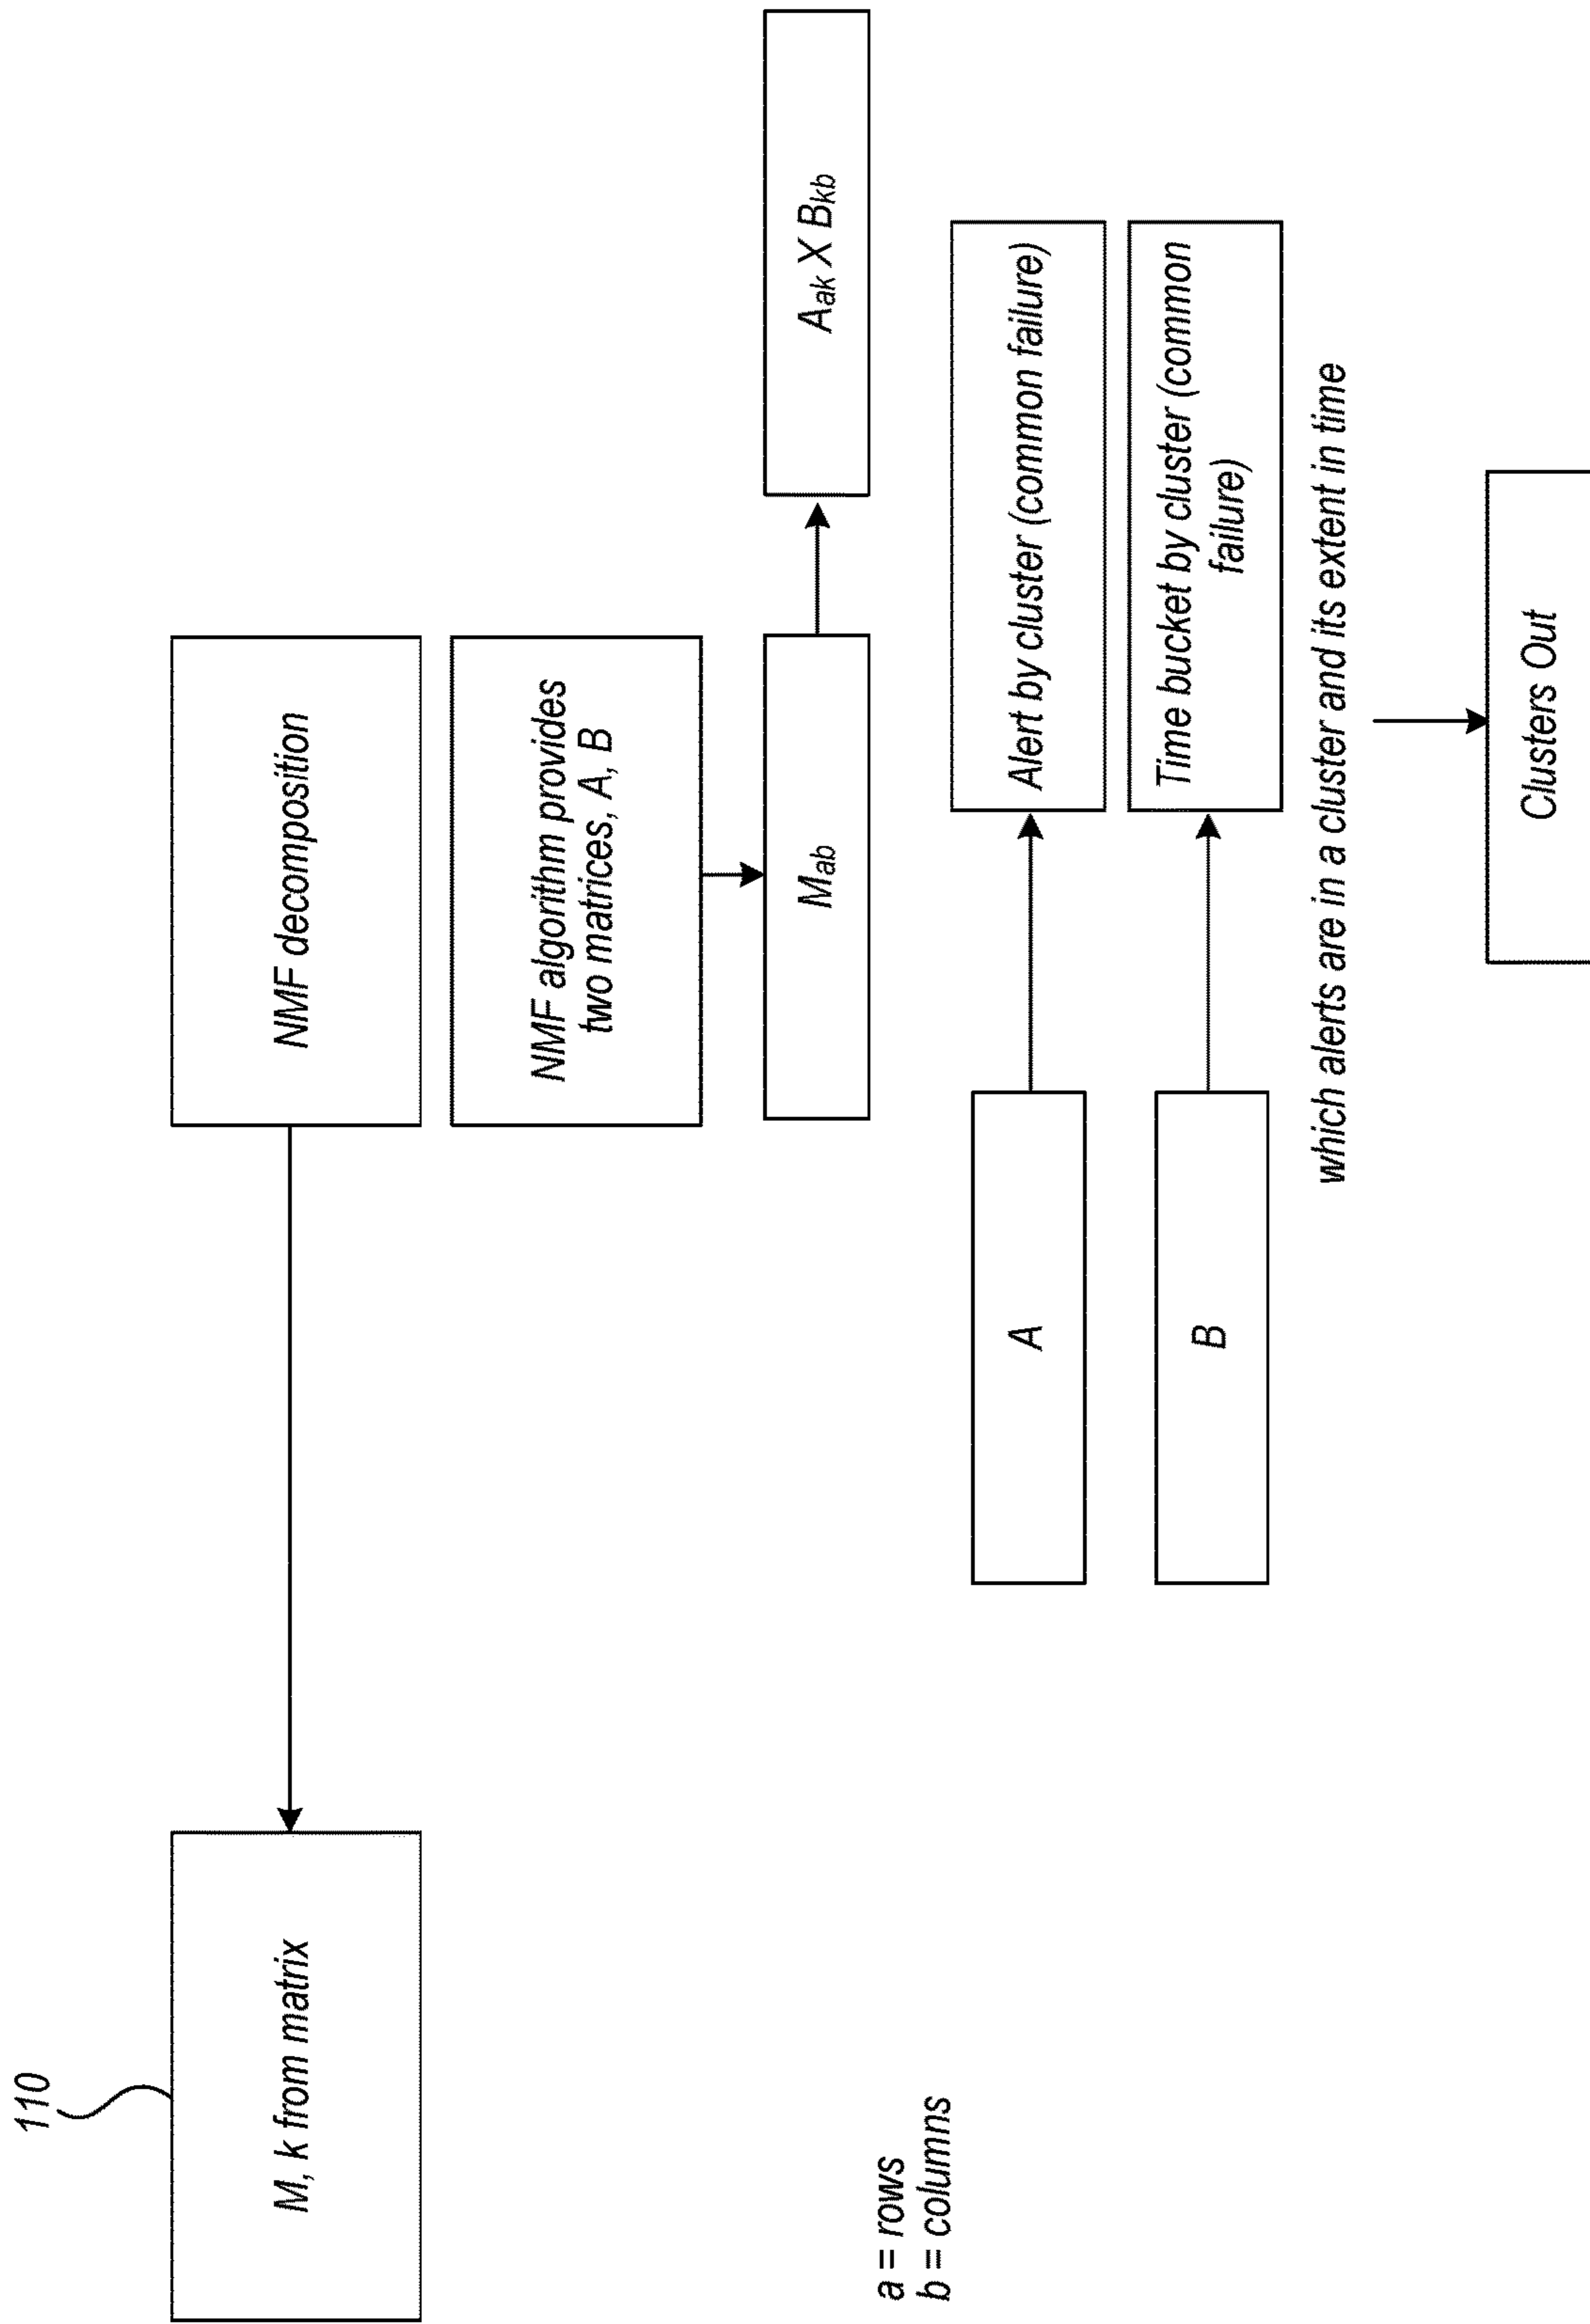 110
M, k from matrix
NMF decomposition
NMF algorithm provides
two matrices, A, B
Mab
Aak X Bkb
a = rows
b = columns
A
Alert by cluster (common failure)
B
Time bucket by cluster (common
failure)
which alerts are in a cluster and its extent in time
Clusters Out